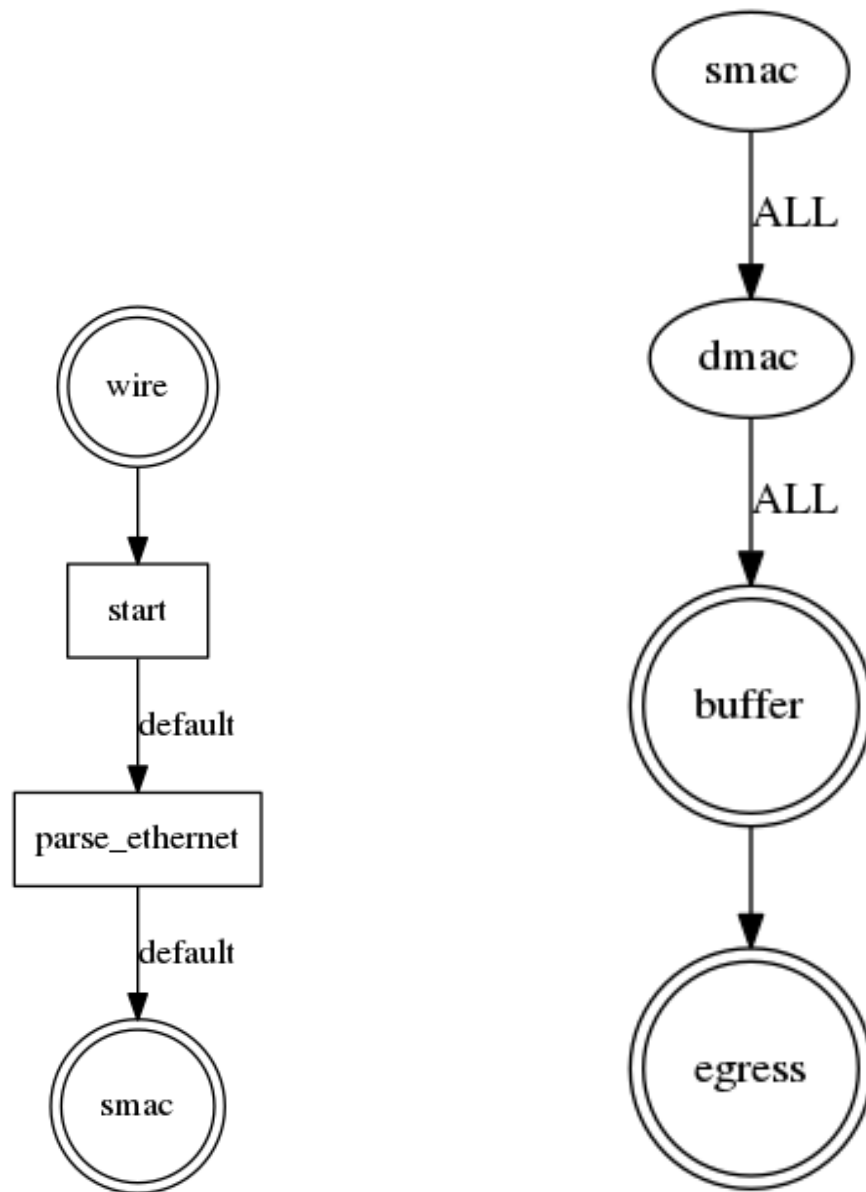 wire
start
default
parse_ethernet
default
smac
smac
ALL
dmac
ALL
buffer
egress